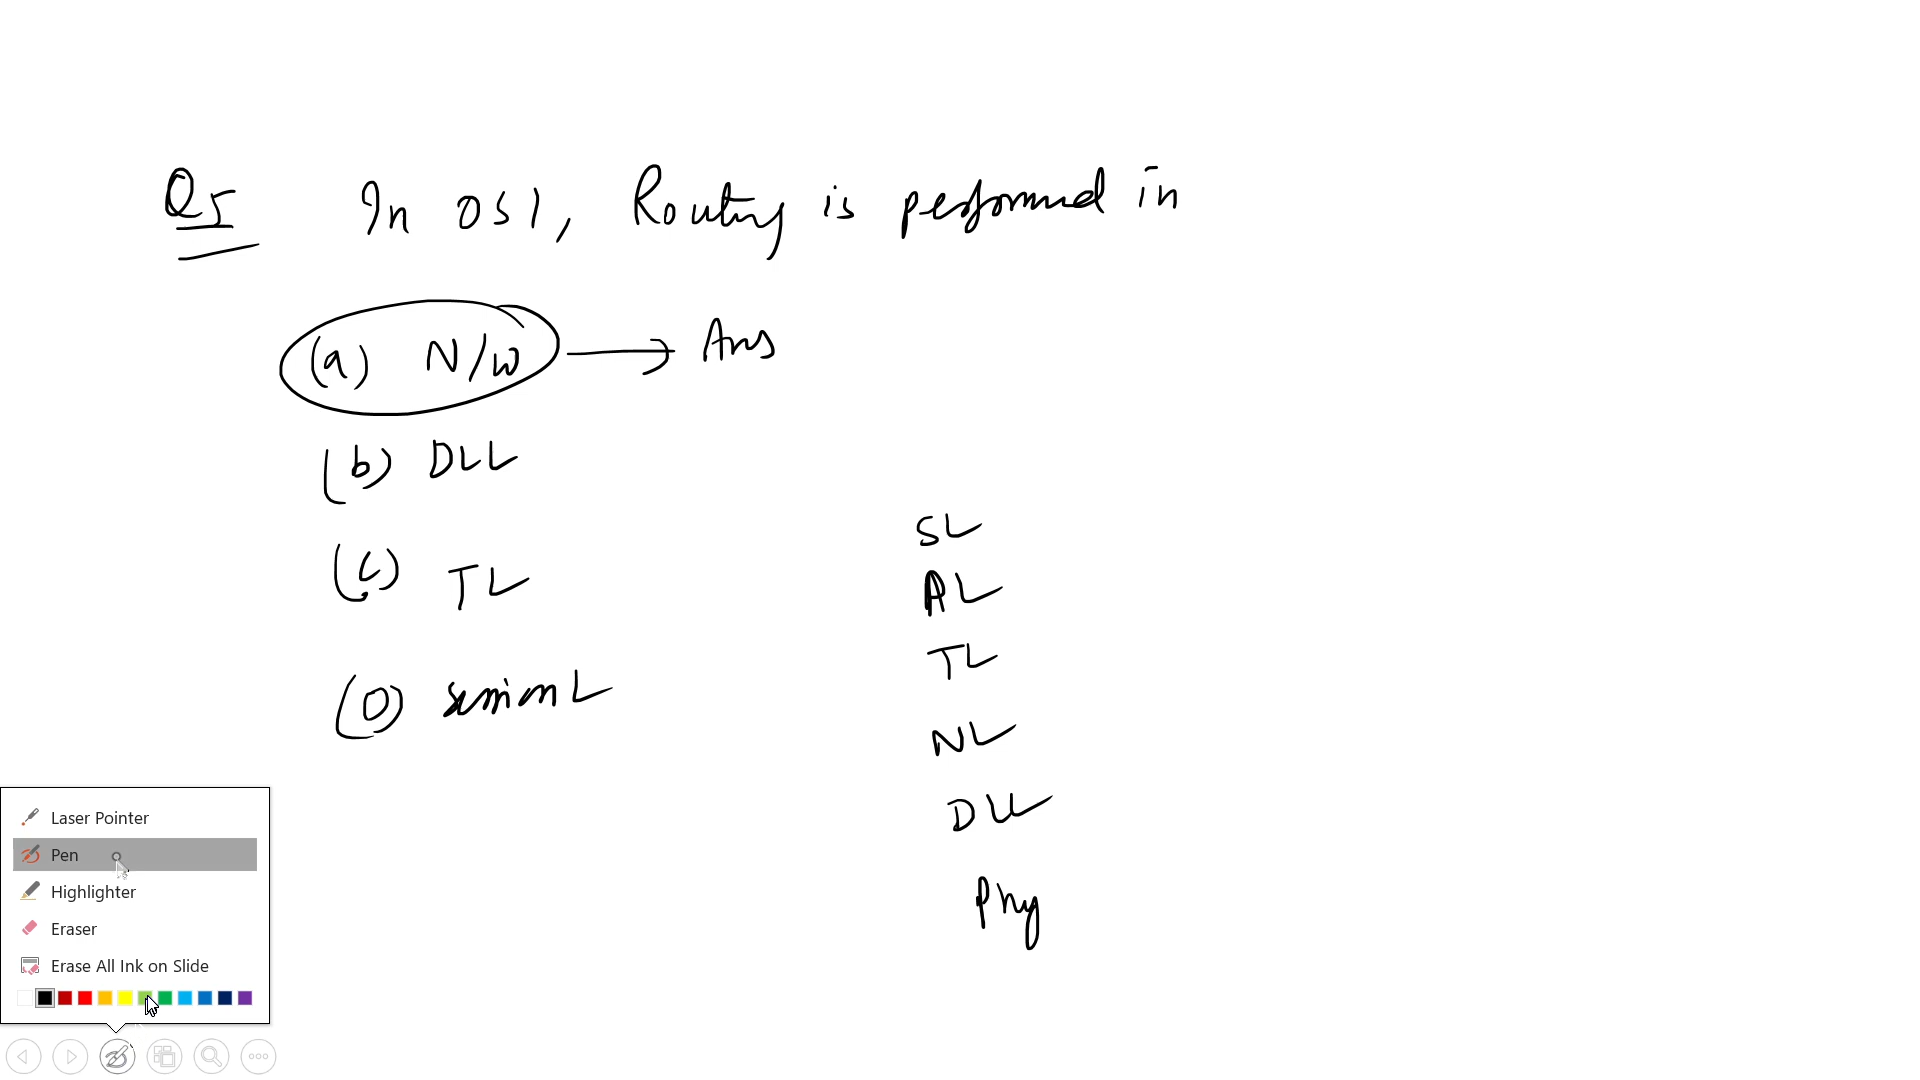 Q5 In OSI, Routing is performed in
(a) N/W → Ans
(b) DLL
(c) TL
(D) session L
SL
AL
TL
NL
DLL
Phy
Laser Pointer
Pen
Highlighter
Eraser
Erase All Ink on Slide